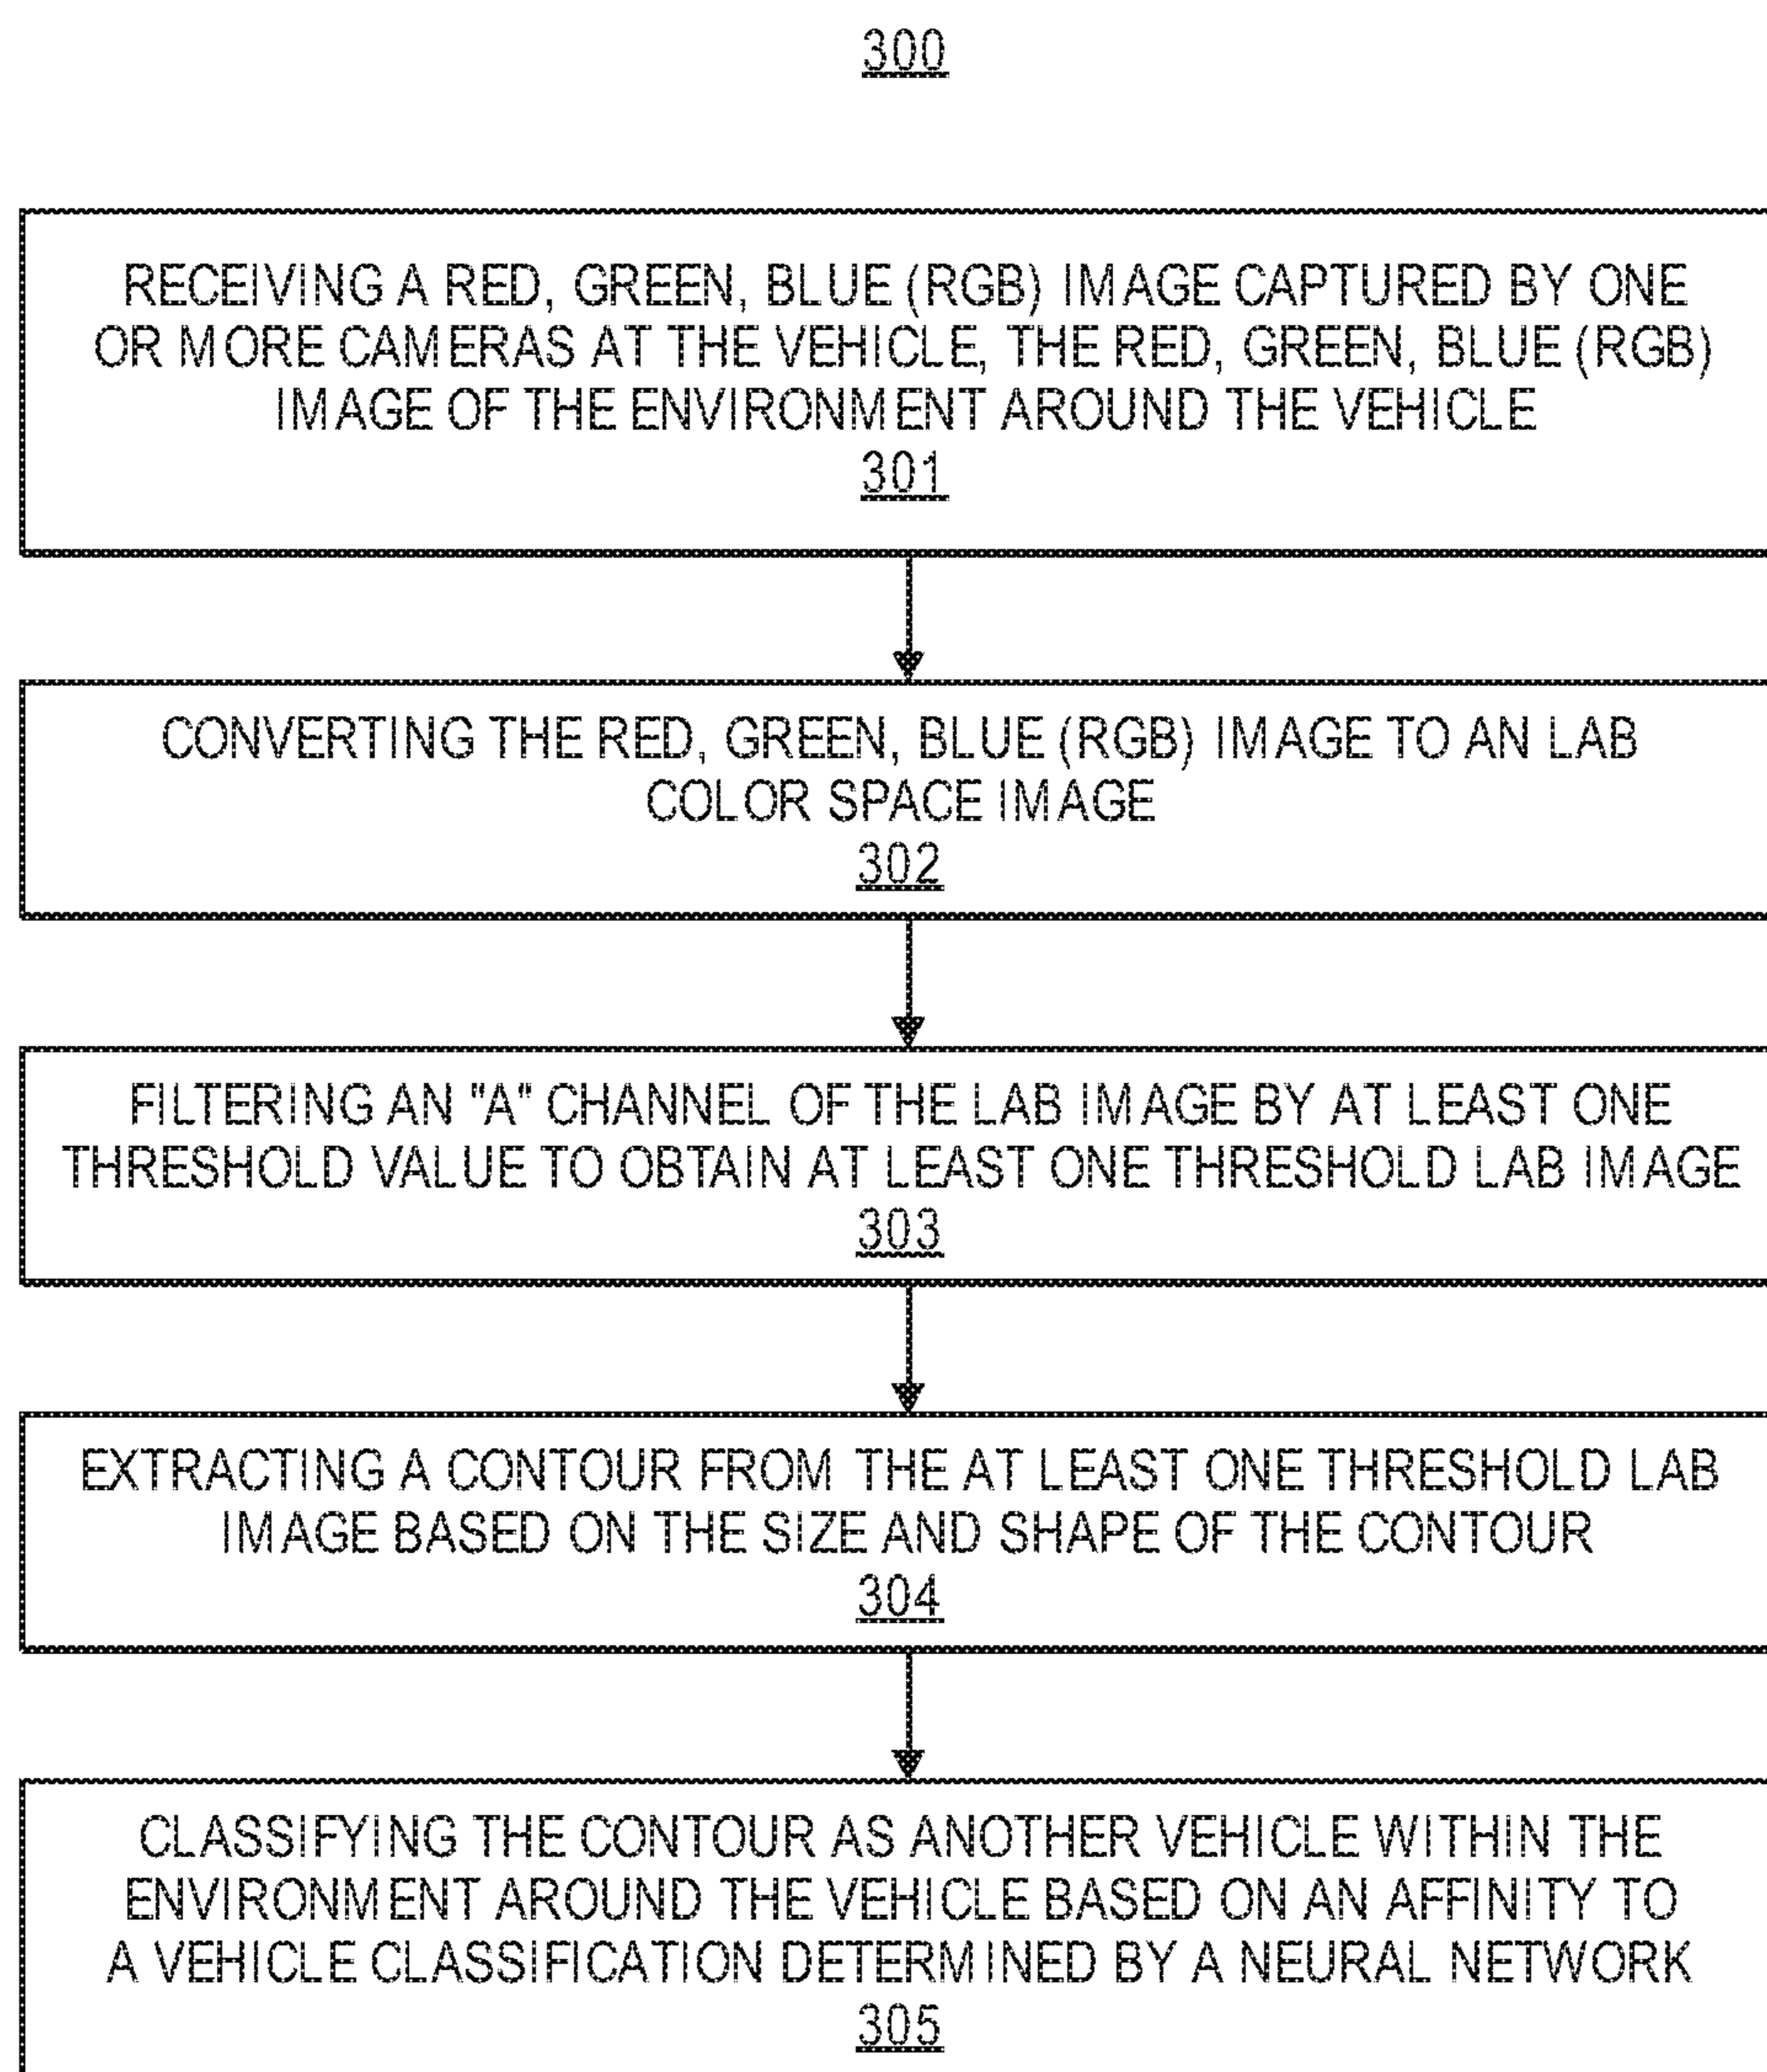 300
RECEIVING A RED, GREEN, BLUE (RGB) IMAGE CAPTURED BY ONE
OR MORE CAMERAS AT THE VEHICLE, THE RED, GREEN, BLUE (RGB)
IMAGE OF THE ENVIRONMENT AROUND THE VEHICLE
301
CONVERTING THE RED, GREEN, BLUE (RGB) IMAGE TO AN LAB
COLOR SPACE IMAGE
302
FILTERING AN "A" CHANNEL OF THE LAB IMAGE BY AT LEAST ONE
THRESHOLD VALUE TO OBTAIN AT LEAST ONE THRESHOLD LAB IMAGE
303
EXTRACTING A CONTOUR FROM THE AT LEAST ONE THRESHOLD LAB
IMAGE BASED ON THE SIZE AND SHAPE OF THE CONTOUR
304
CLASSIFYING THE CONTOUR AS ANOTHER VEHICLE WITHIN THE
ENVIRONMENT AROUND THE VEHICLE BASED ON AN AFFINITY TO
A VEHICLE CLASSIFICATION DETERMINED BY A NEURAL NETWORK
305